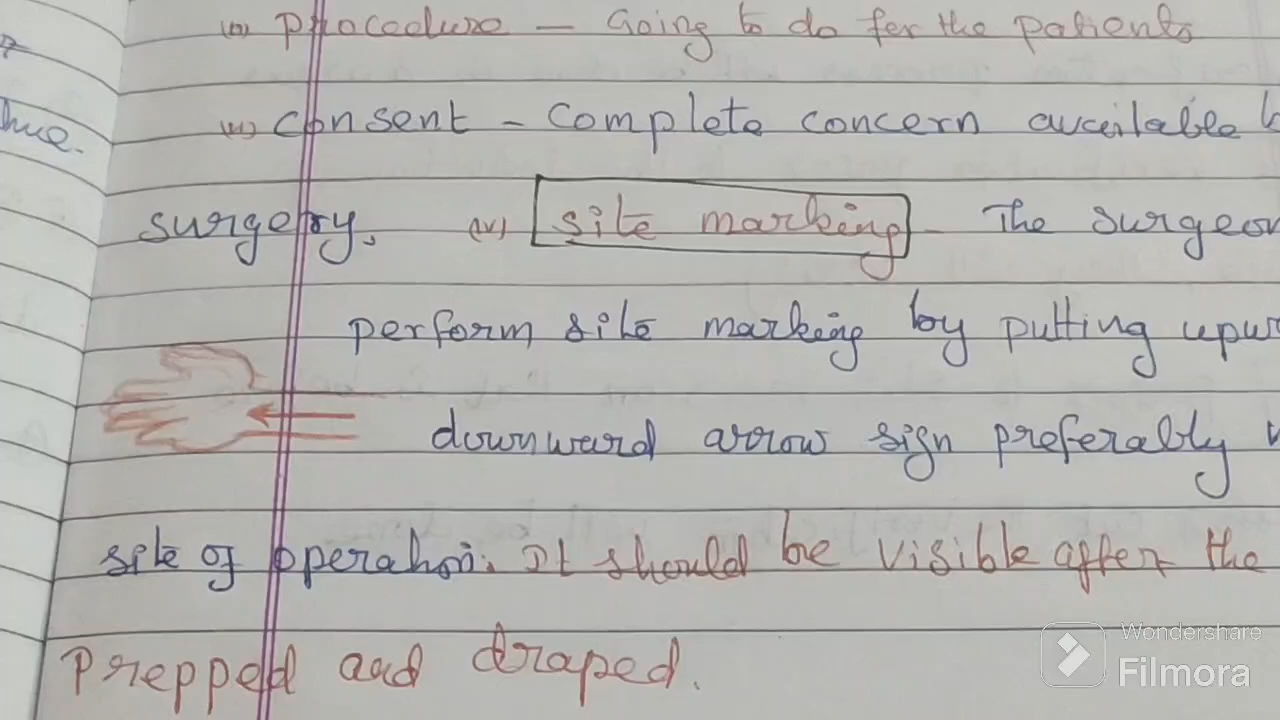 (ii) Procedure - Going to do for the patients
(iii) Consent - Complete concern available
surgery. (iv) site marking - The surgeon
perform site marking by putting
downward arrow sign preferably
site of operation. It should be visible after the
prepped and draped.
Wondershare
Filmora